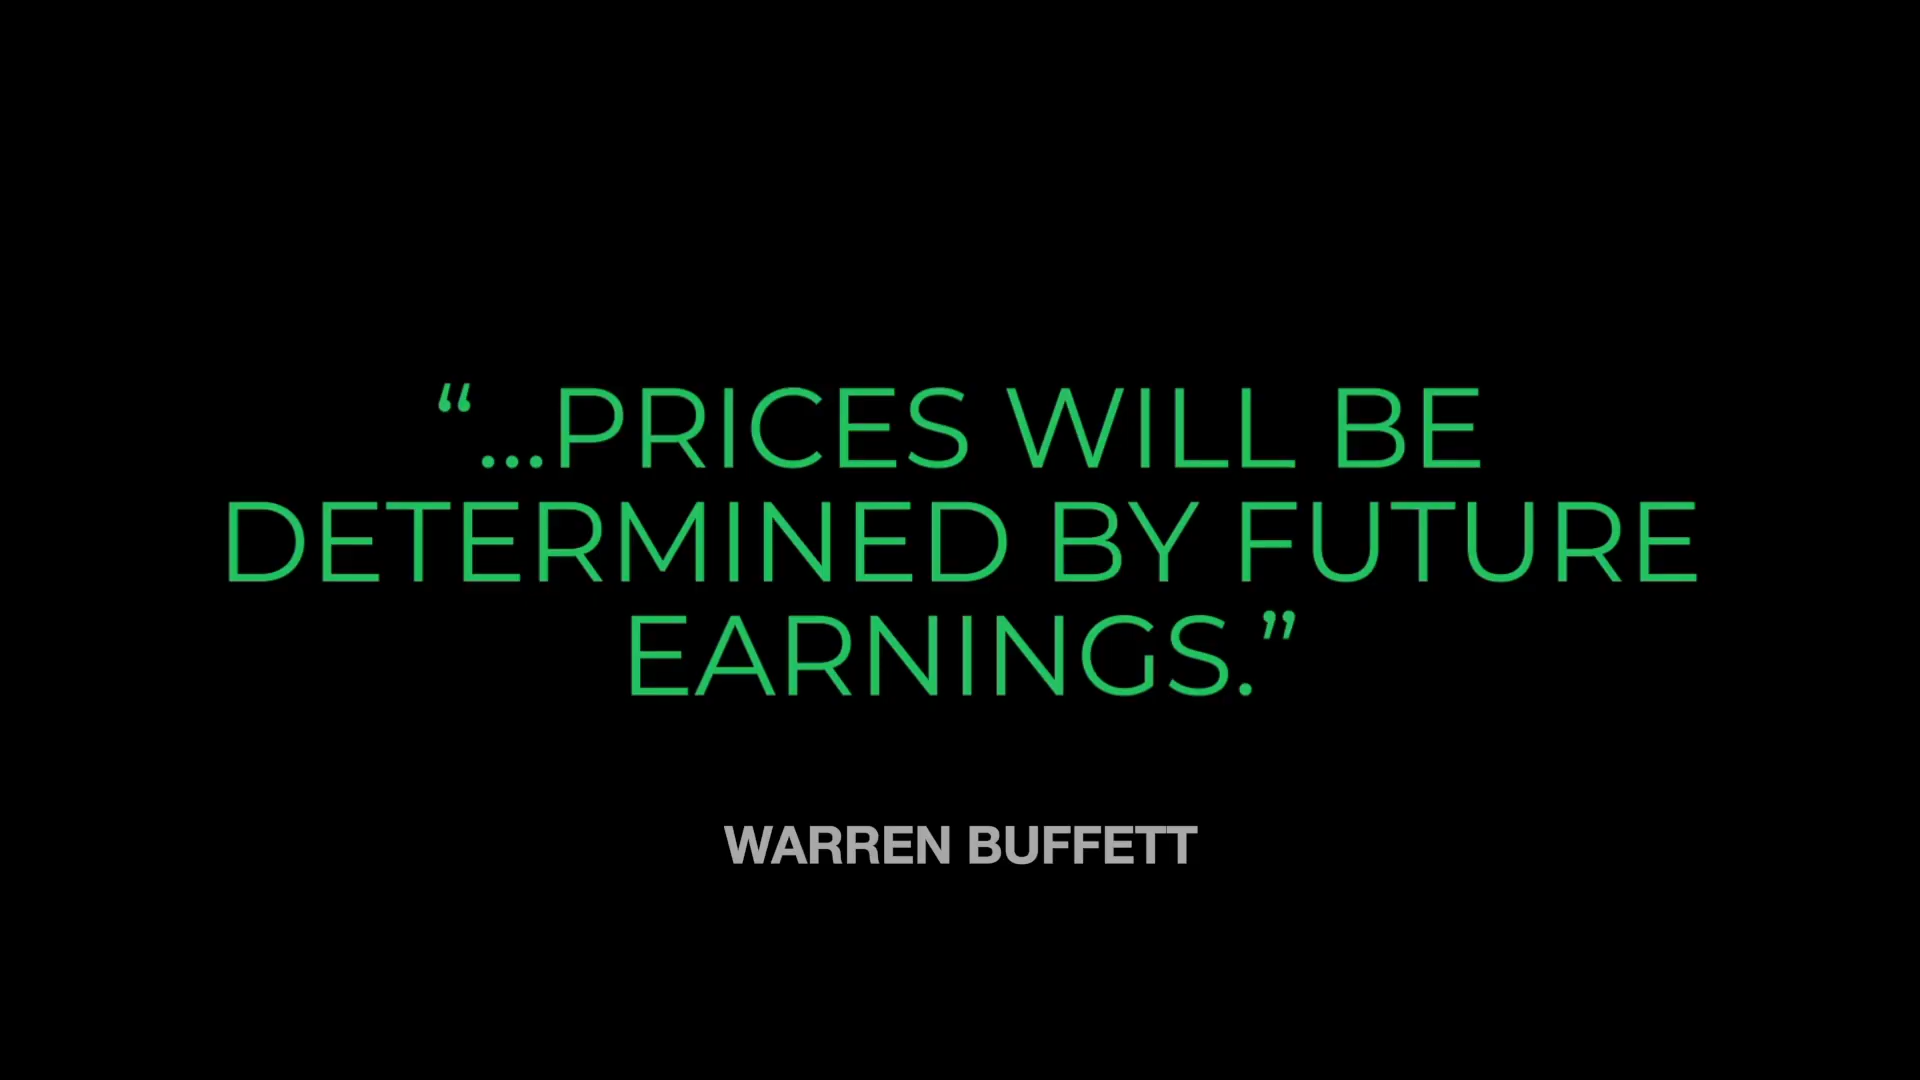 “...PRICES WILL BE
DETERMINED BY FUTURE
EARNINGS.”
WARREN BUFFETT